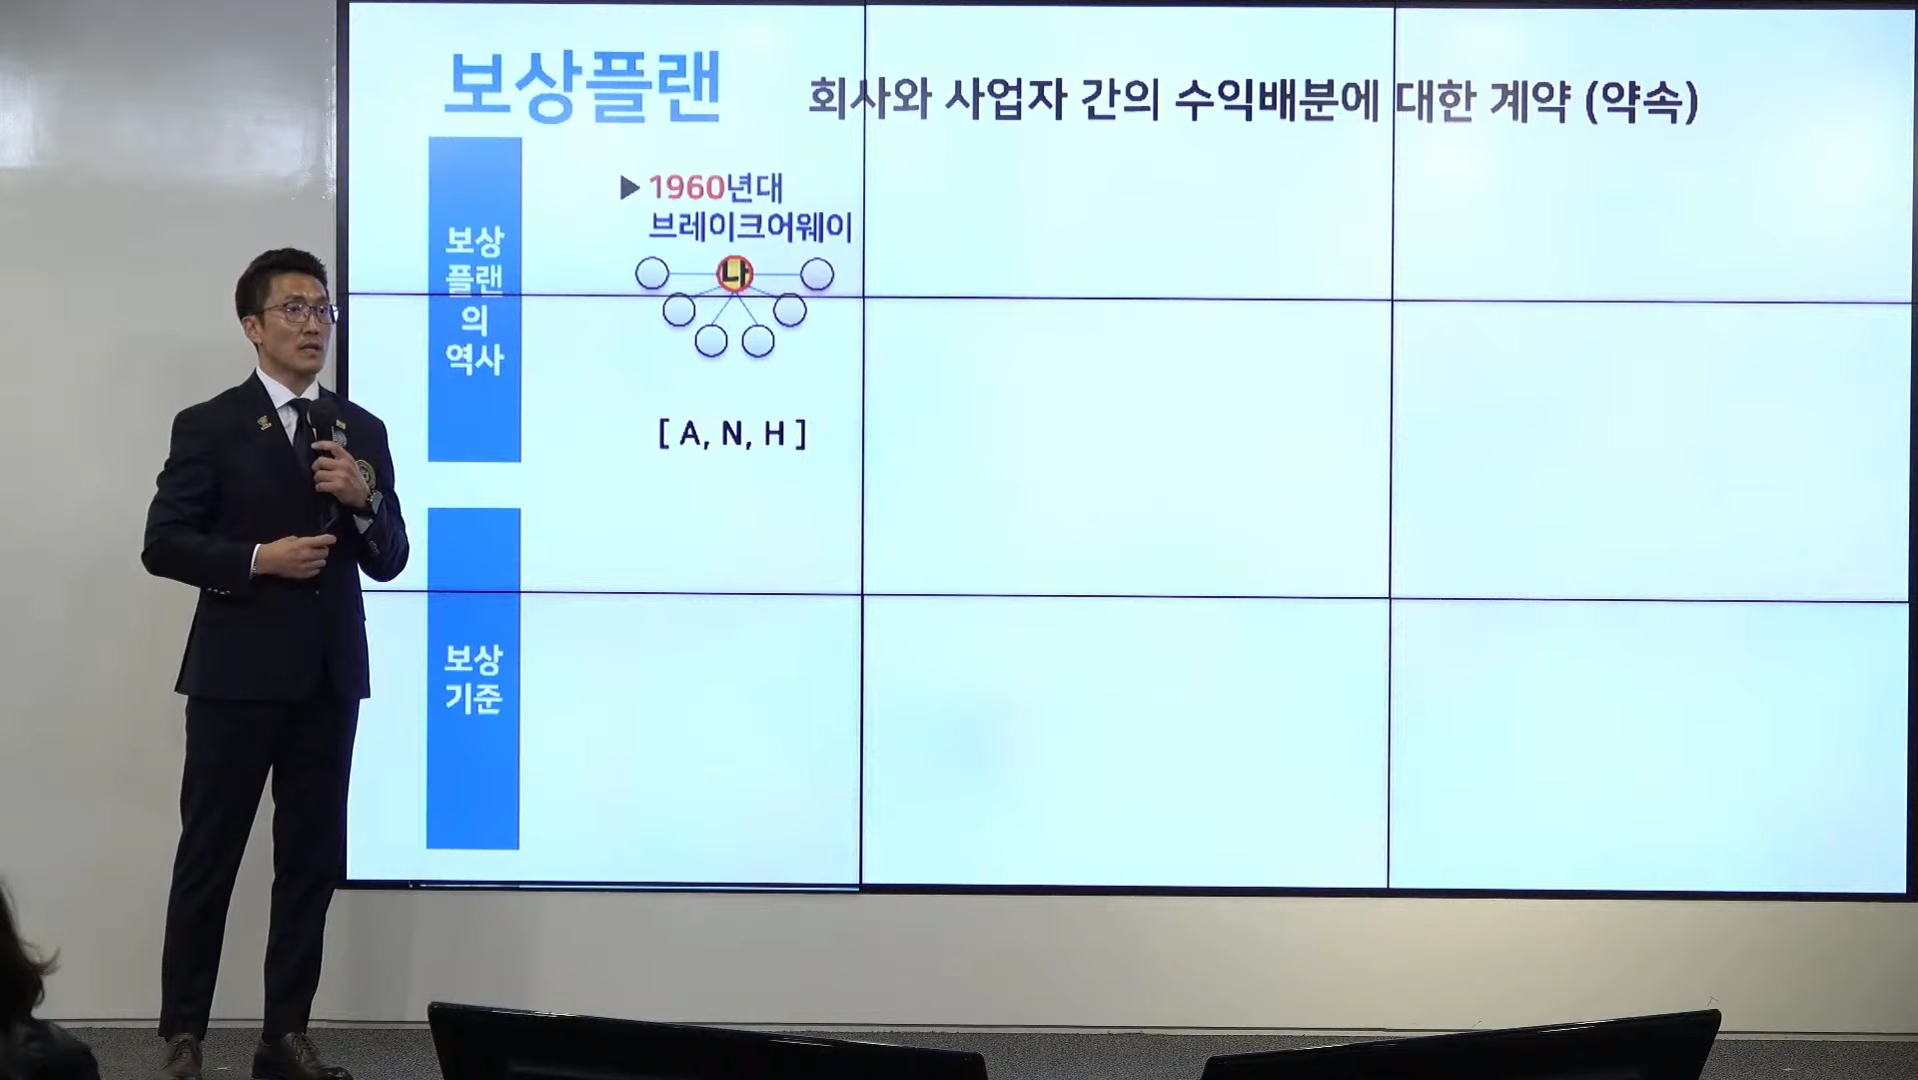 보상플랜
회사와 사업자 간의 수익배분에 대한 계약 (약속)
보상
플랜
의
역사
▶ 1960년대
브레이크어웨이
나
[ A, N, H ]
보상
기준